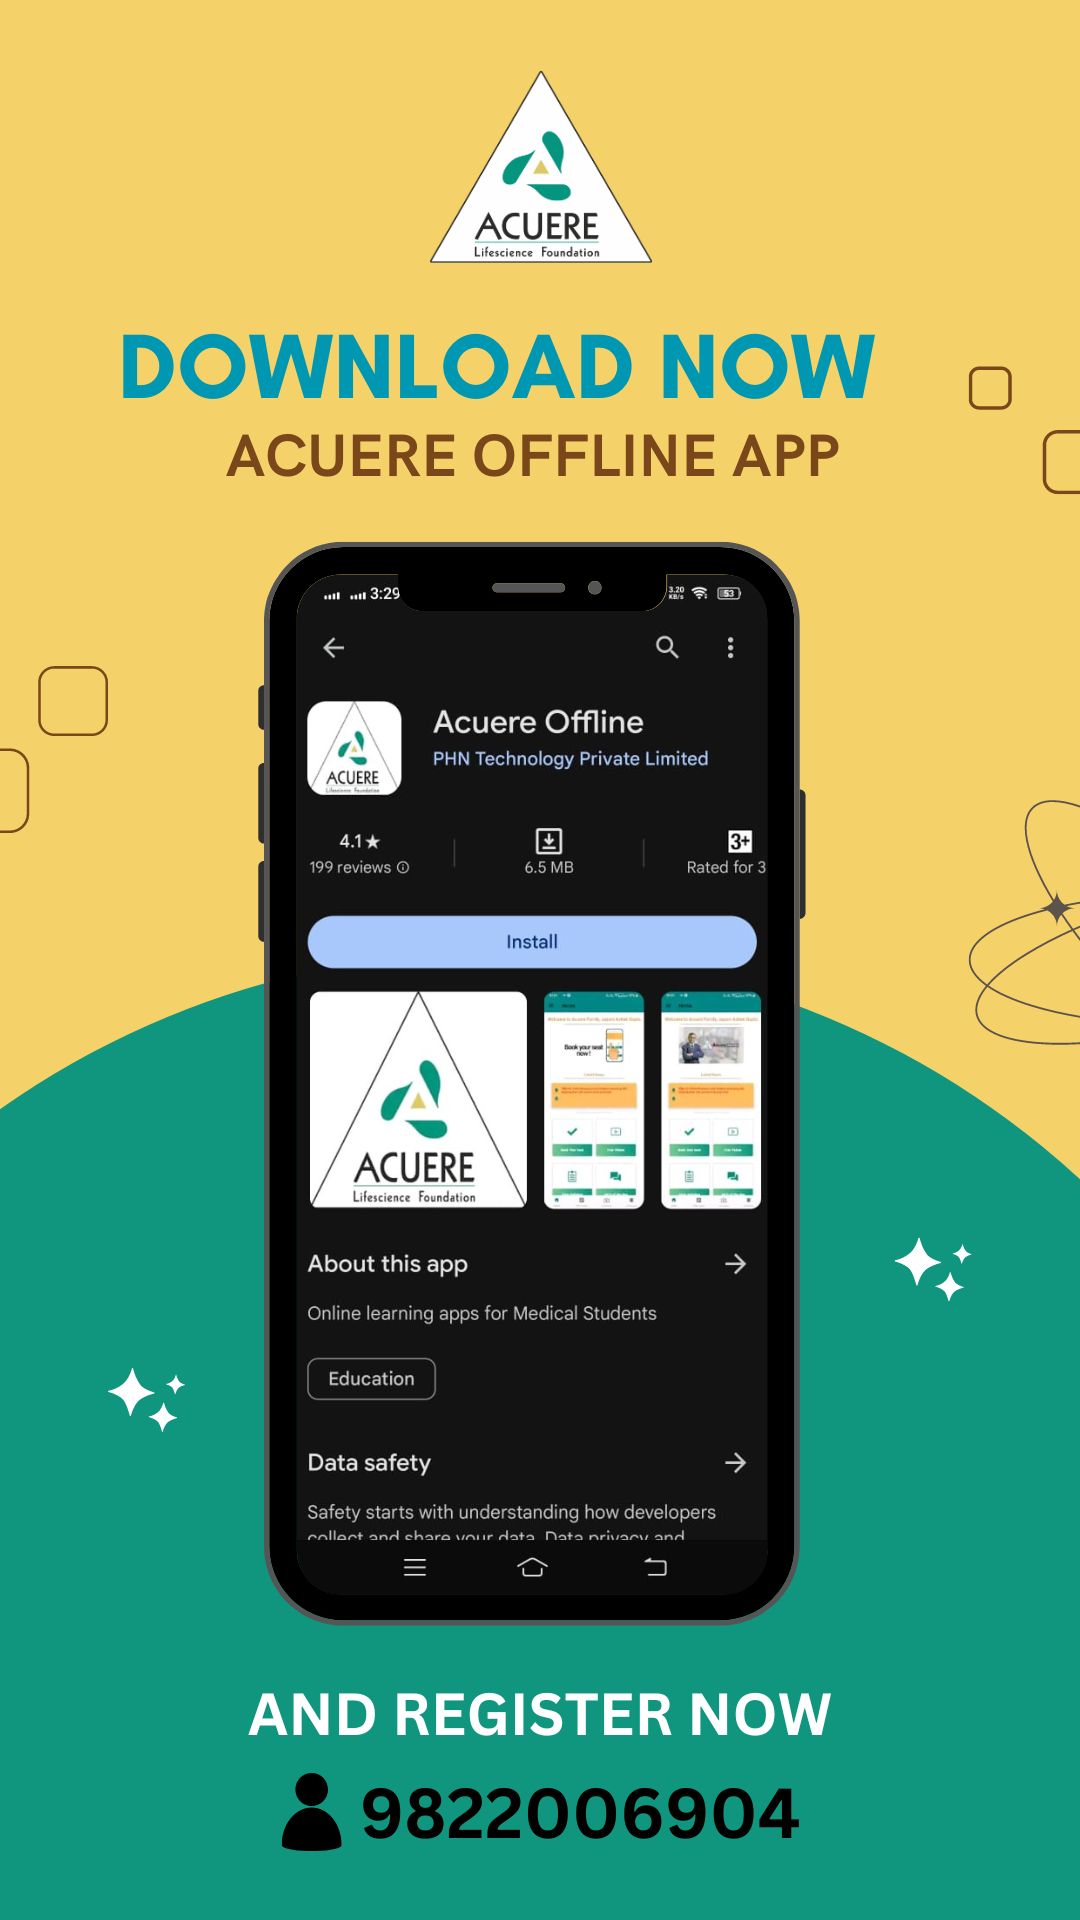 ACUERE
Lifescience Foundation
DOWNLOAD NOW
ACUERE OFFLINE APP
3:29
3.20
KB/s
53
Acuere Offline
PHN Technology Private Limited
ACUERE
Lifescience Foundation
4.1★
199 reviews
6.5 MB
3+
Rated for 3
Install
Book your seat
now!
ACUERE
Lifescience Foundation
About this app
Online learning apps for Medical Students
Education
Data safety
Safety starts with understanding how developers
collect and share your data. Data privacy and
AND REGISTER NOW
9822006904